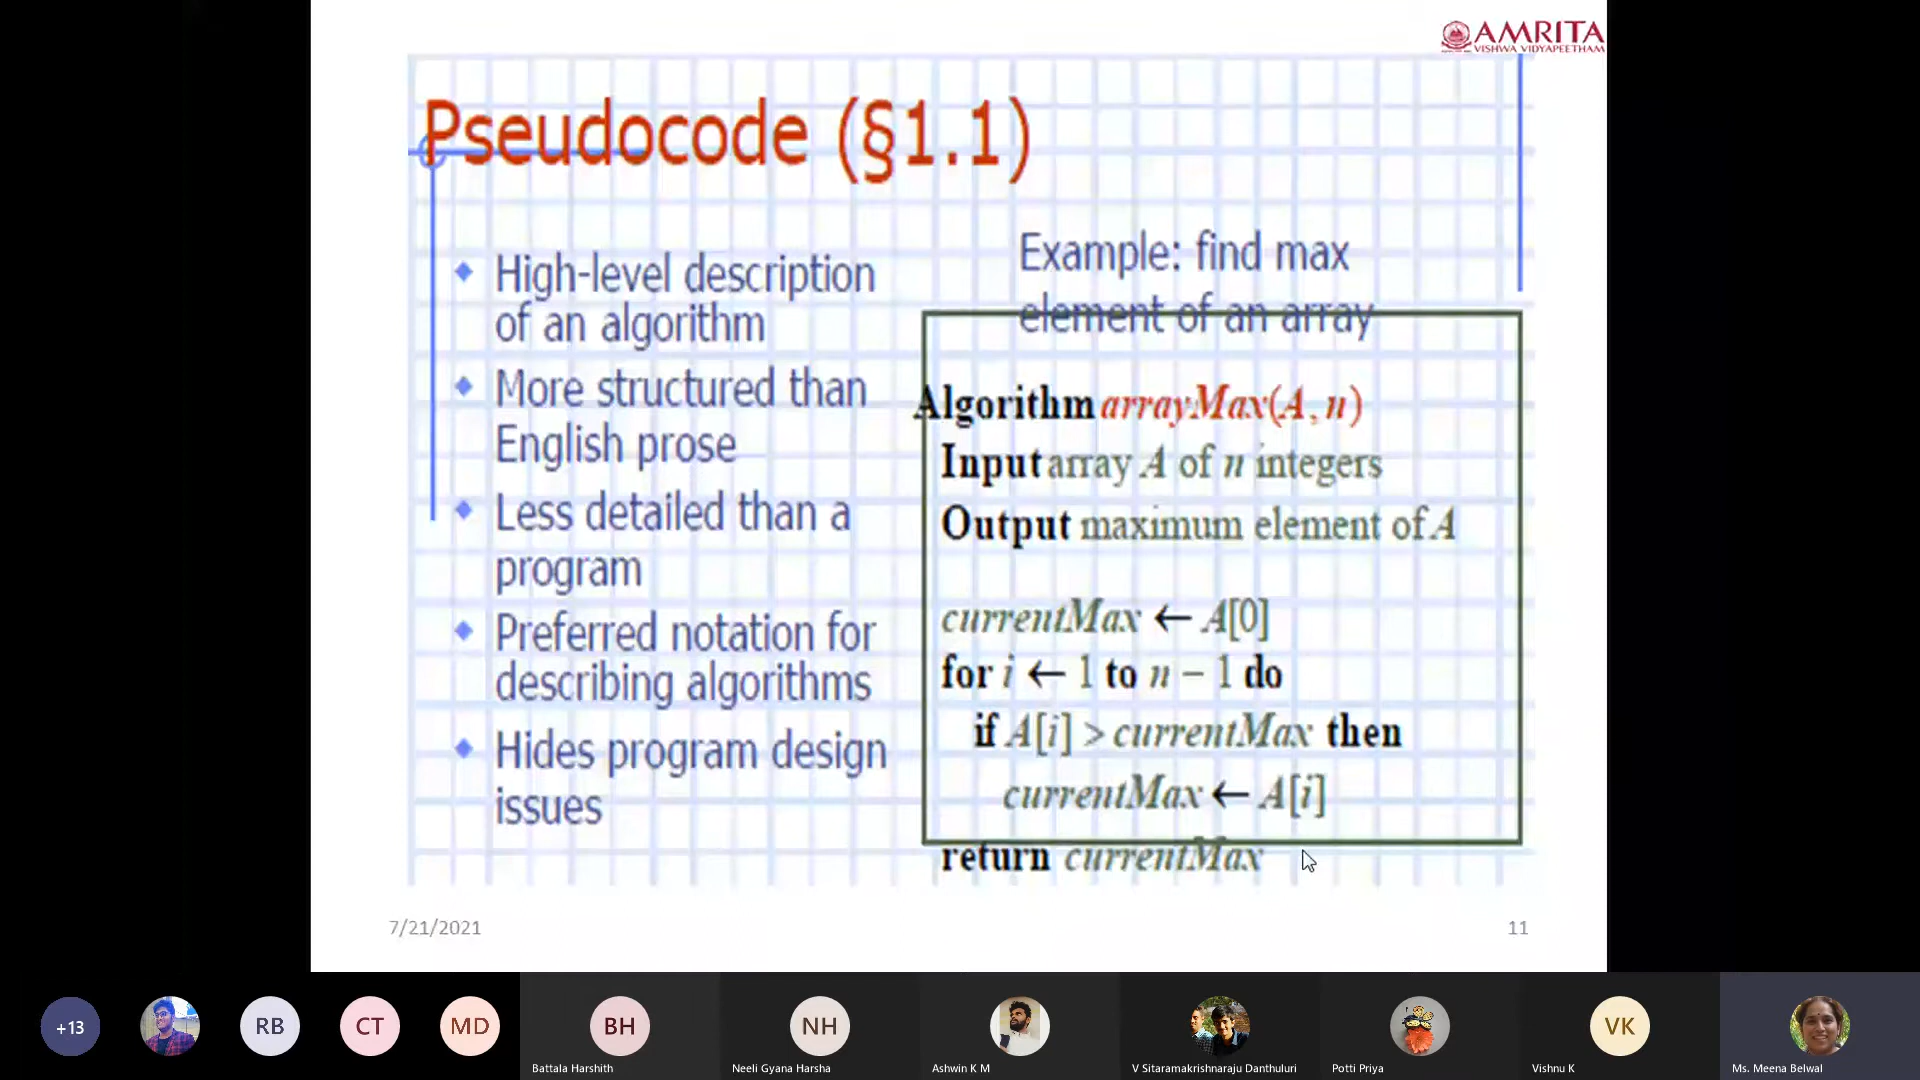 AMRITA
VISHWA VIDYAPEETHAM
Pseudocode (§1.1)
High-level description
of an algorithm
More structured than
English prose
Less detailed than a
program
Preferred notation for
describing algorithms
Hides program design
issues
Example: find max
element of an array
Algorithm arrayMax(A, n)
Input array A of n integers
Output maximum element of A
currentMax ← A[0]
for i ← 1 to n − 1 do
if A[i] > currentMax then
currentMax ← A[i]
return currentMax
7/21/2021
11
+13
RB
CT
MD
BH
Battala Harshith
NH
Neeli Gyana Harsha
Ashwin K M
V Sitaramakrishnaraju Danthuluri
Potti Priya
VK
Vishnu K
Ms. Meena Belwal